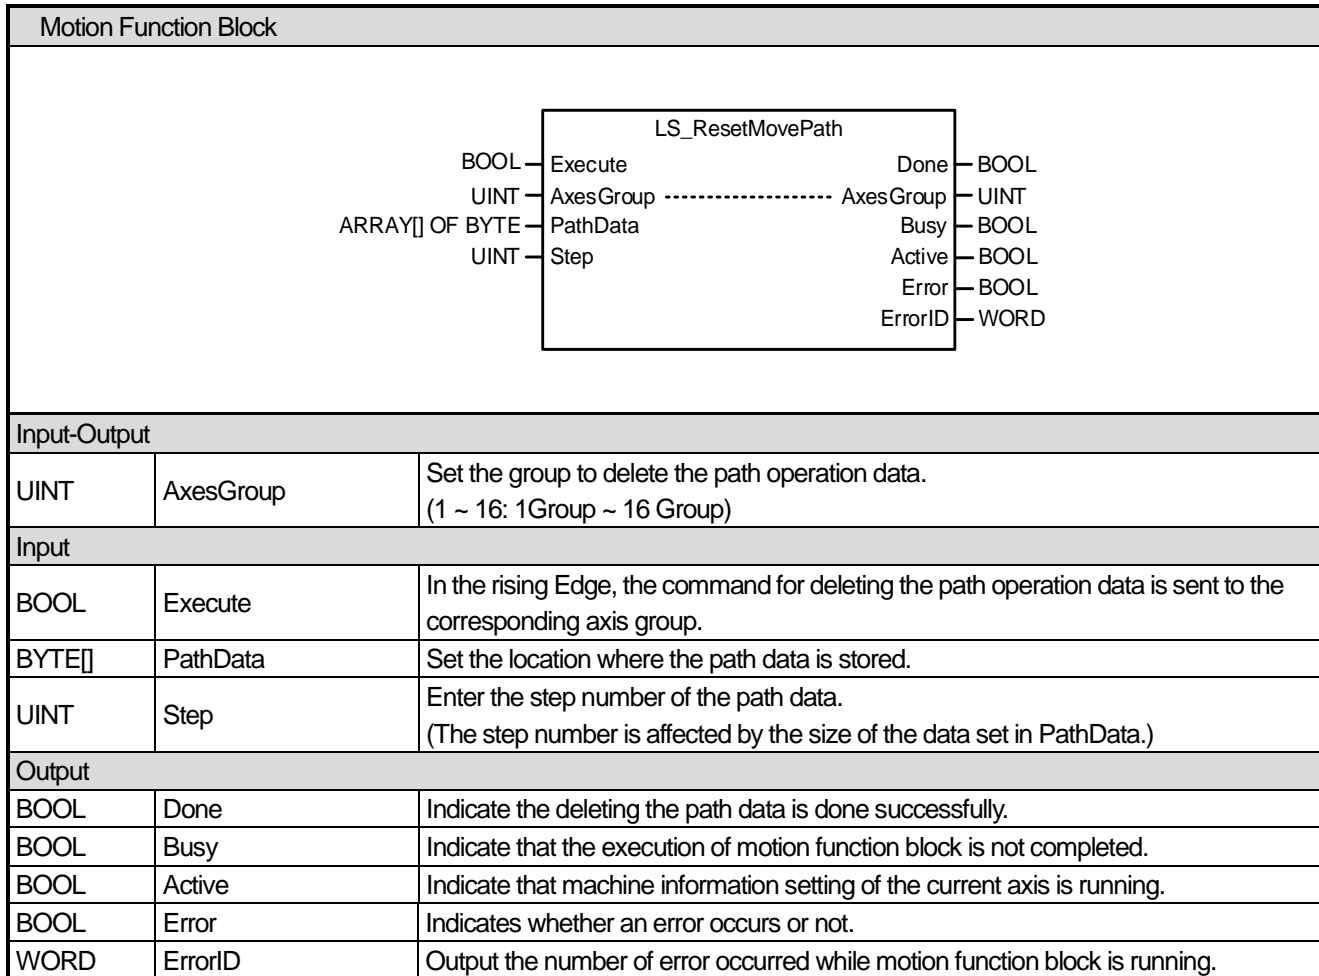 Motion Function Block
LS_ResetMovePath
BOOL Execute Done BOOL
UINT AxesGroup AxesGroup UINT
ARRAY[] OF BYTE PathData Busy BOOL
UINT Step Active BOOL
Error BOOL
ErrorID WORD
Input-Output
UINT AxesGroup Set the group to delete the path operation data.
(1 ~ 16: 1Group ~ 16 Group)
Input
BOOL Execute In the rising Edge, the command for deleting the path operation data is sent to the
corresponding axis group.
BYTE[] PathData Set the location where the path data is stored.
UINT Step Enter the step number of the path data.
(The step number is affected by the size of the data set in PathData.)
Output
BOOL Done Indicate the deleting the path data is done successfully.
BOOL Busy Indicate that the execution of motion function block is not completed.
BOOL Active Indicate that machine information setting of the current axis is running.
BOOL Error Indicates whether an error occurs or not.
WORD ErrorID Output the number of error occurred while motion function block is running.